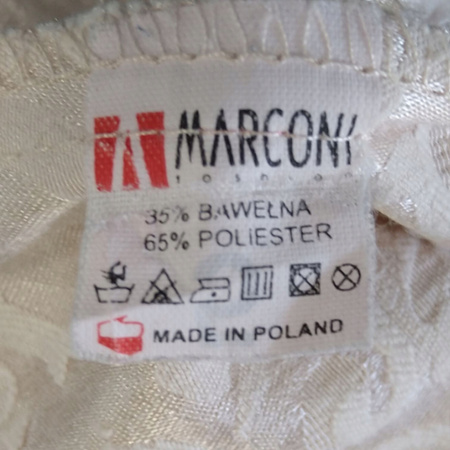 MARCONI
fashion
35% BAWEŁNA
65% POLIESTER
MADE IN POLAND